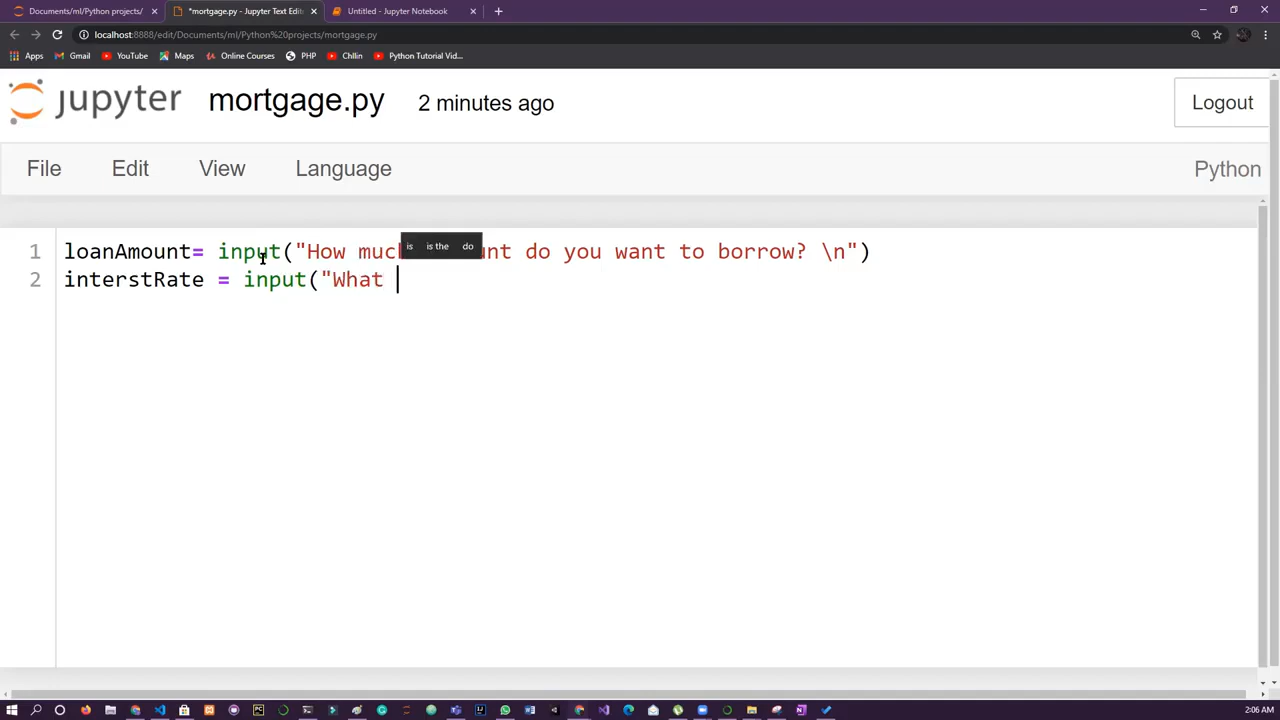 Documents/ml/Python projects/
*mortgage.py - Jupyter Text Edit
Untitled - Jupyter Notebook
localhost:8888/edit/Documents/ml/Python%20projects/mortgage.py
Apps Gmail YouTube Maps Online Courses PHP Chllin Python Tutorial Vid...
jupyter mortgage.py 2 minutes ago Logout
File Edit View Language Python
is is the do
1 loanAmount= input("How much unt do you want to borrow? \n")
2 interstRate = input("What
2:06 AM